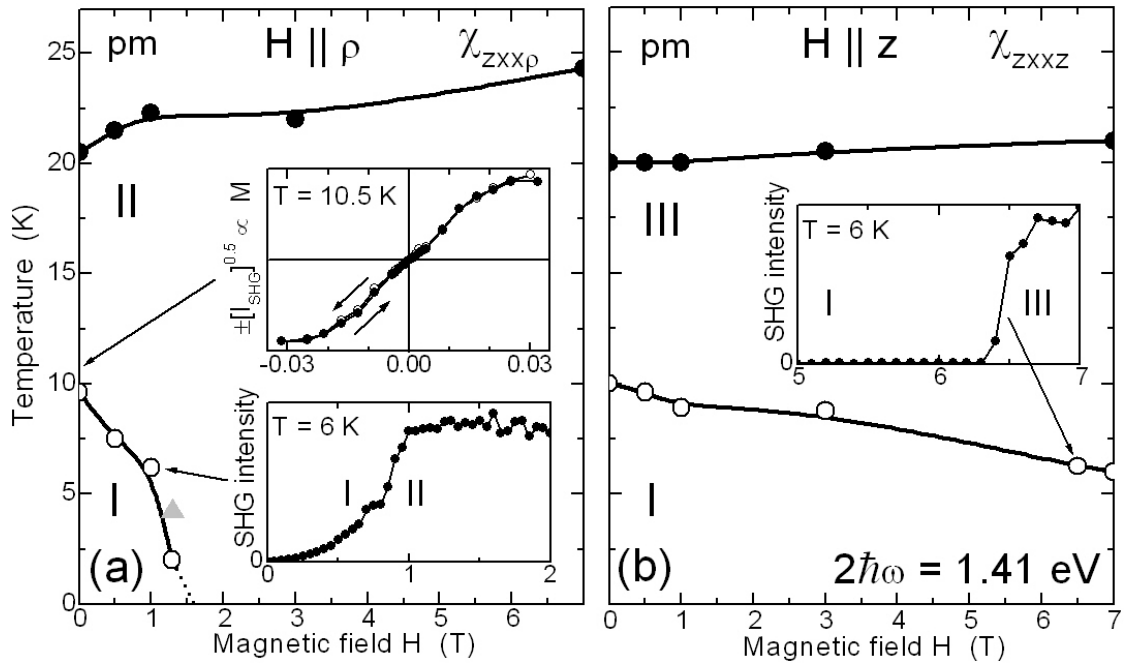 pm H || ρ χzxxρ
25
20
15
10
5
0
Temperature (K)
II
I
(a)
0 1 2 3 4 5 6 7
Magnetic field H (T)
T = 10.5 K
±[ISHG]^0.5 ∝ M
-0.03 0.00 0.03
T = 6 K
SHG intensity
I II
0
0 1 2
pm H || z χzxxz
III
I
(b)
2ħω = 1.41 eV
0 1 2 3 4 5 6 7
Magnetic field H (T)
T = 6 K
SHG intensity
I III
0
5 6 7